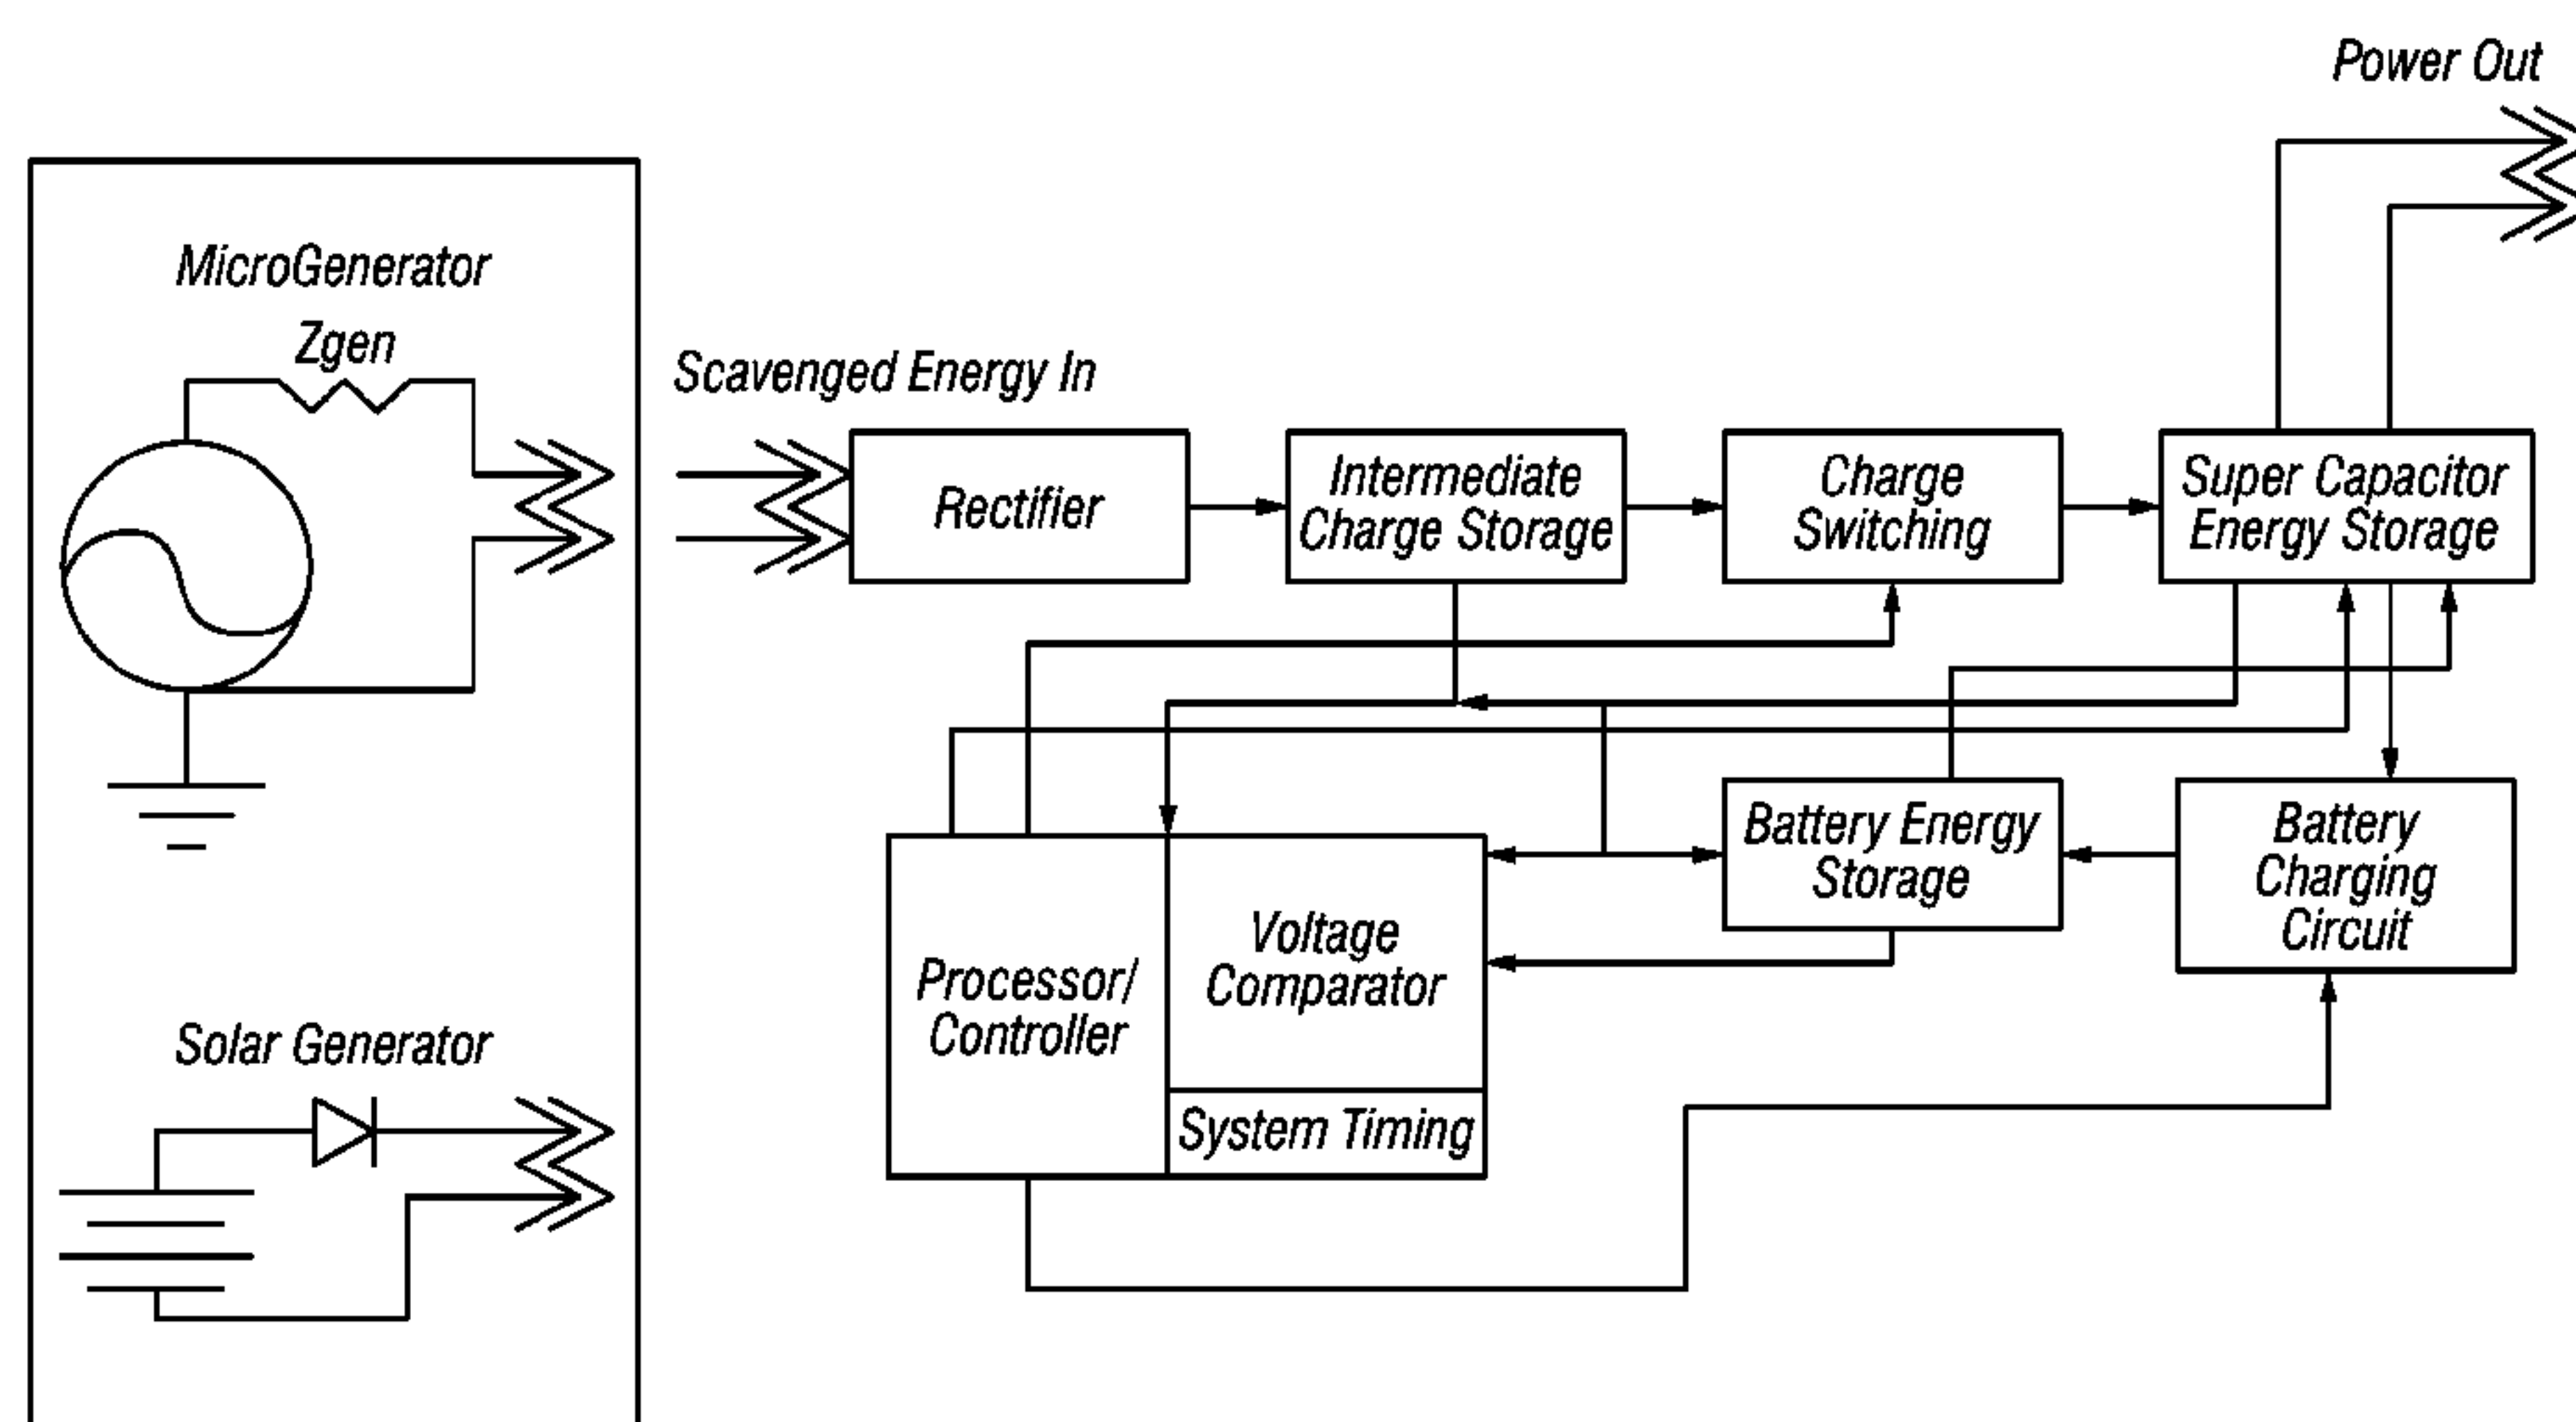 Power Out
MicroGenerator
Zgen
Scavenged Energy In
Rectifier
Intermediate
Charge Storage
Charge
Switching
Super Capacitor
Energy Storage
Battery Energy
Storage
Battery
Charging
Circuit
Processor/
Controller
Voltage
Comparator
System Timing
Solar Generator